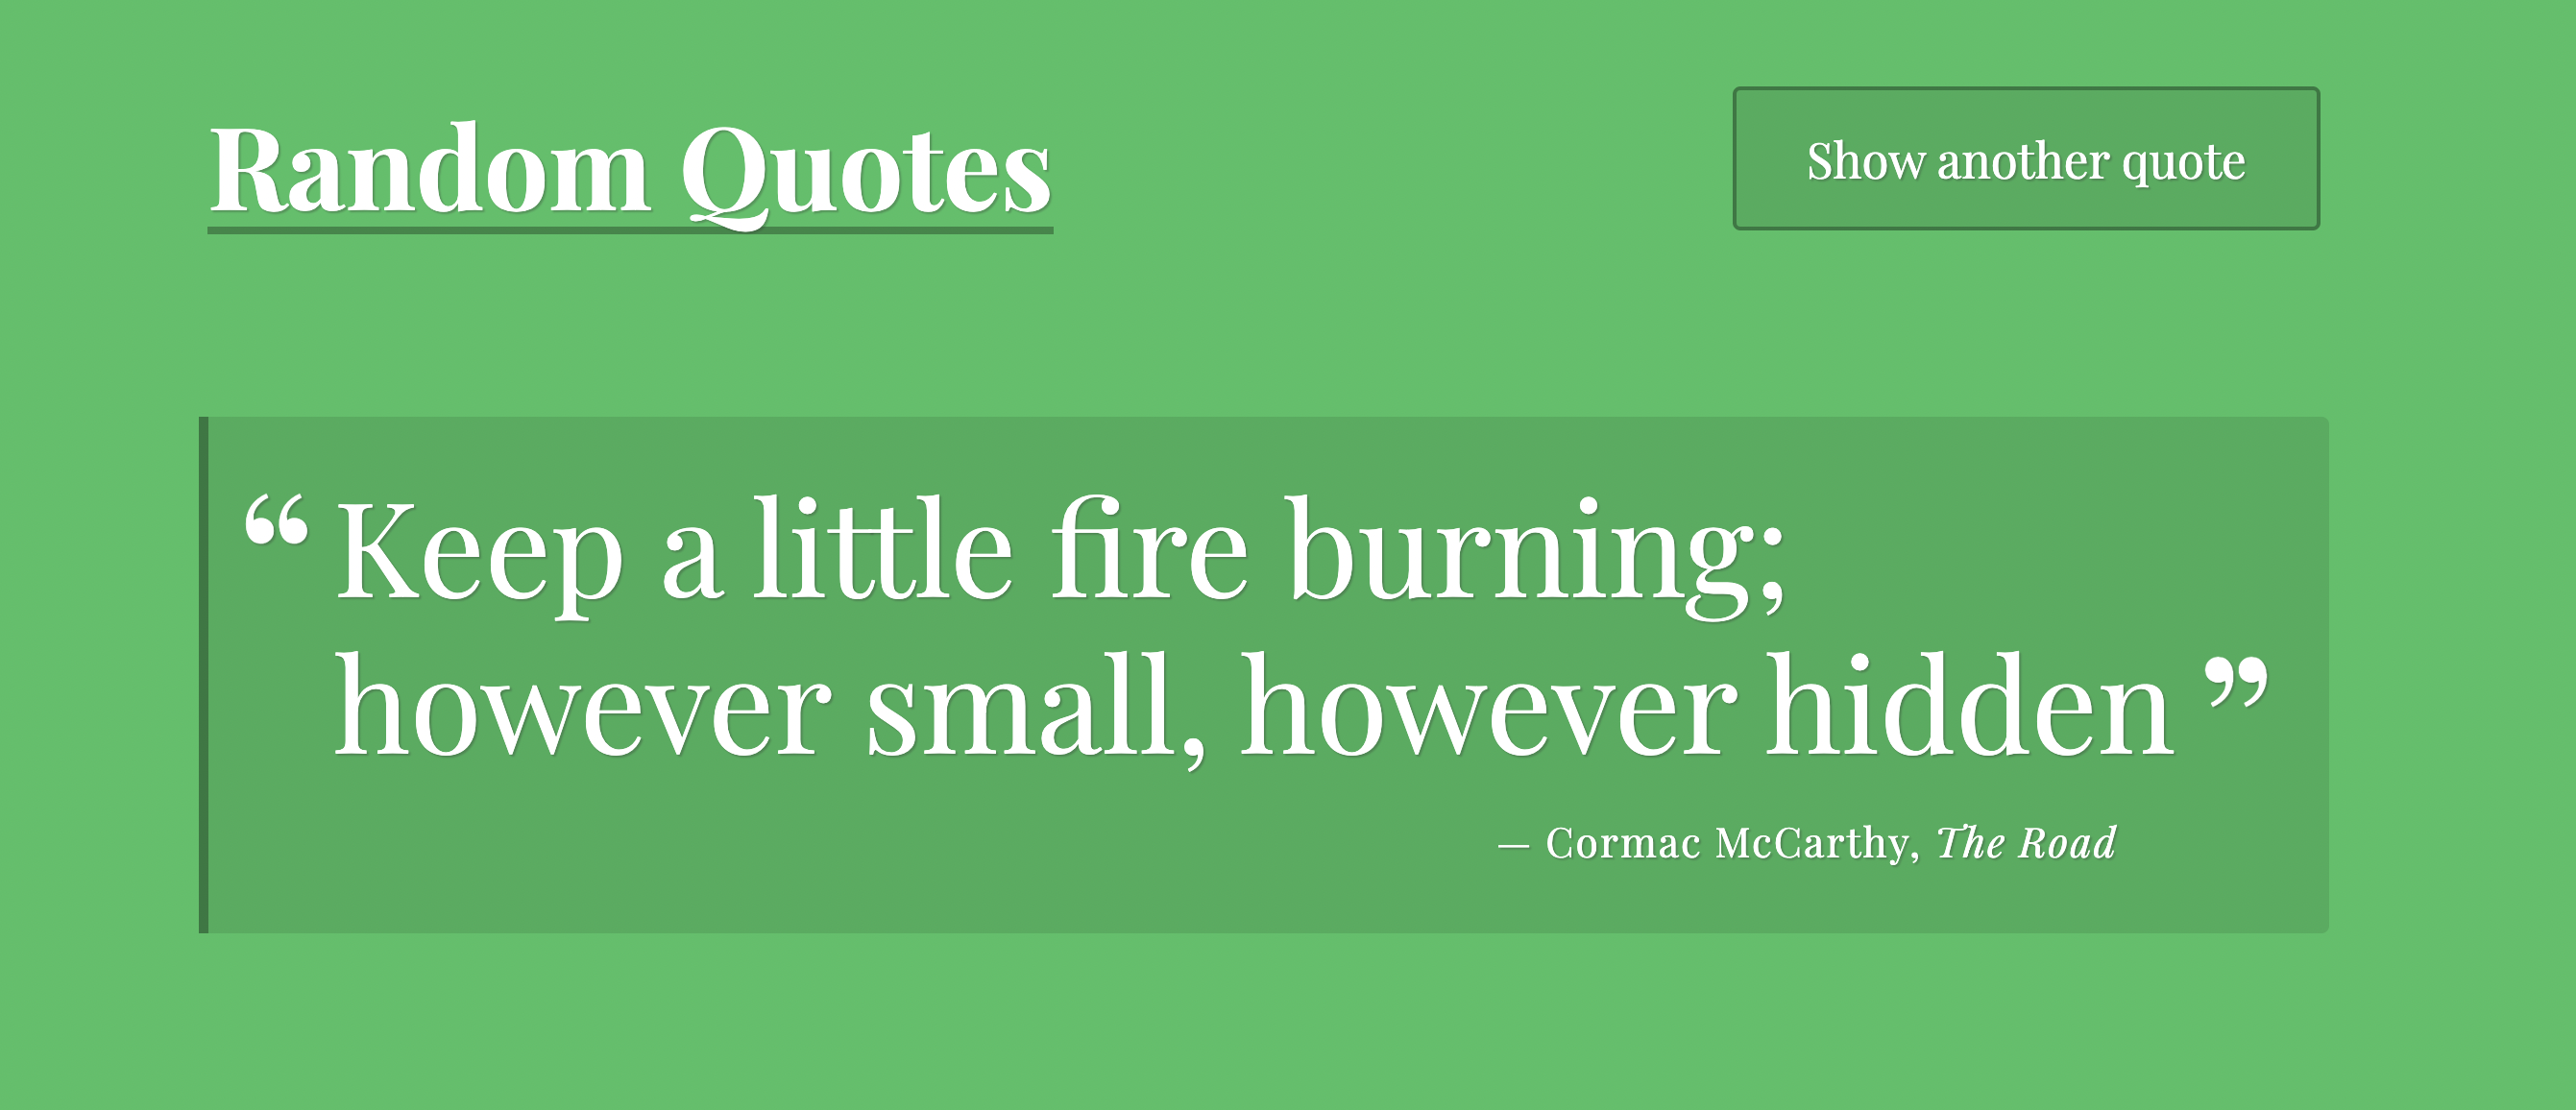 Random Quotes
Show another quote
“Keep a little fire burning;
however small, however hidden”
— Cormac McCarthy, The Road